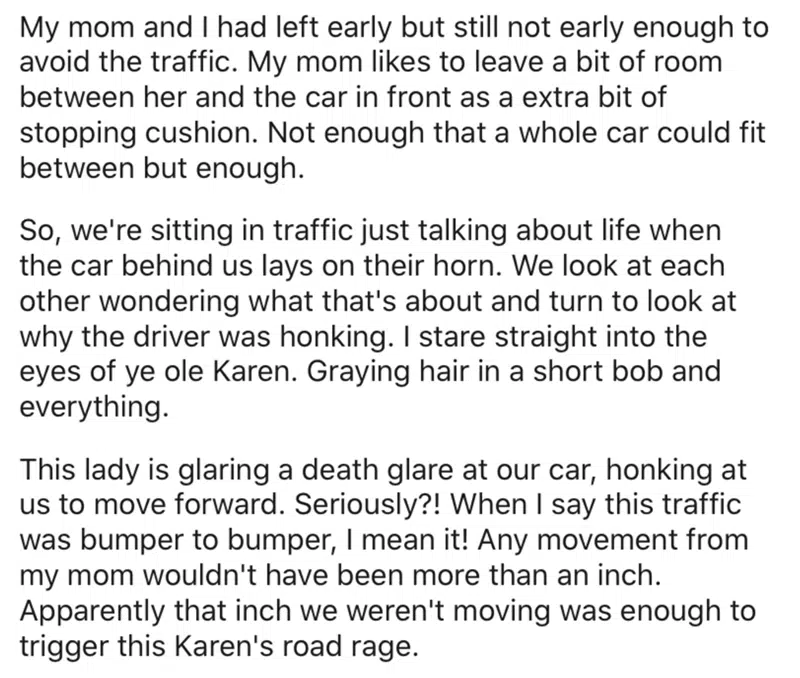 My mom and I had left early but still not early enough to
avoid the traffic. My mom likes to leave a bit of room
between her and the car in front as a extra bit of
stopping cushion. Not enough that a whole car could fit
between but enough.
So, we're sitting in traffic just talking about life when
the car behind us lays on their horn. We look at each
other wondering what that's about and turn to look at
why the driver was honking. I stare straight into the
eyes of ye ole Karen. Graying hair in a short bob and
everything.
This lady is glaring a death glare at our car, honking at
us to move forward. Seriously?! When I say this traffic
was bumper to bumper, I mean it! Any movement from
my mom wouldn't have been more than an inch.
Apparently that inch we weren't moving was enough to
trigger this Karen's road rage.